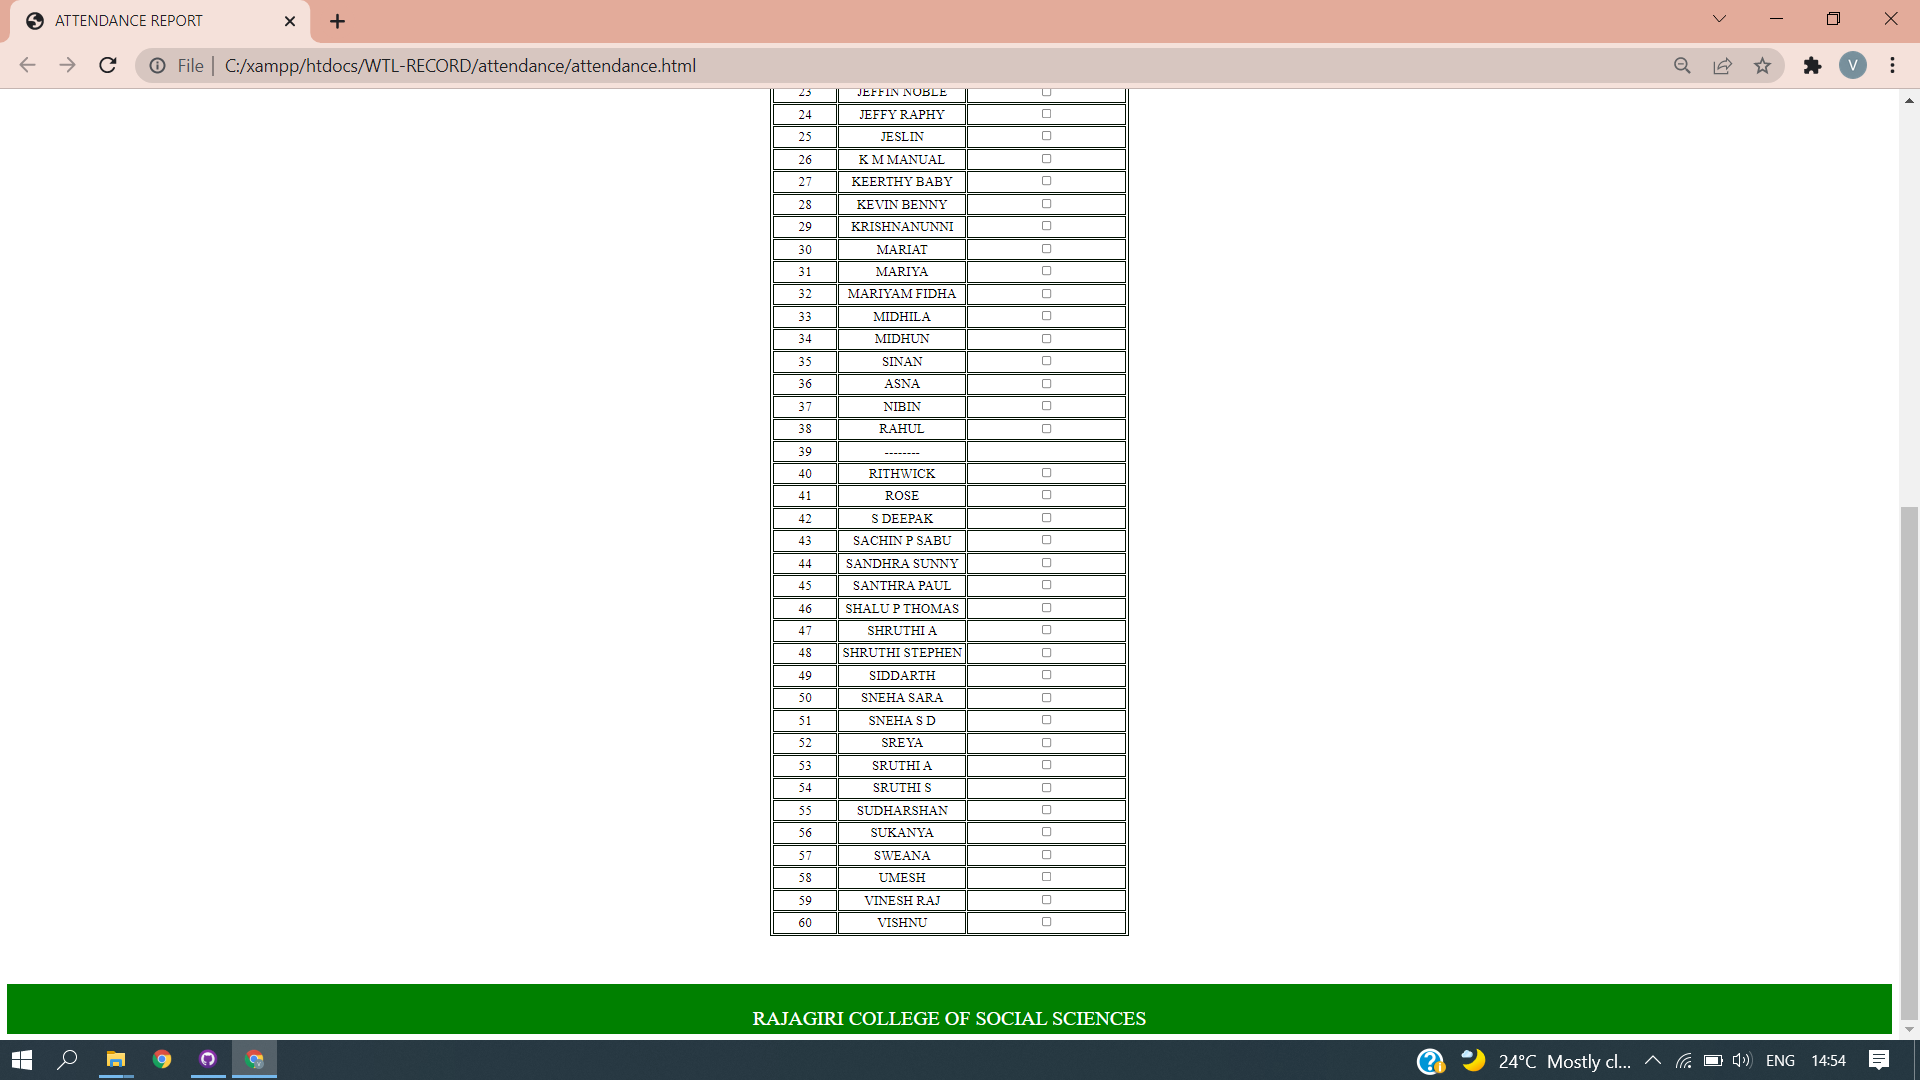 ATTENDANCE REPORT
File | C:/xampp/htdocs/WTL-RECORD/attendance/attendance.html
V
23 JEFFIN NOBLE
24 JEFFY RAPHY
25 JESLIN
26 K M MANUAL
27 KEERTHY BABY
28 KEVIN BENNY
29 KRISHNANUNNI
30 MARIAT
31 MARIYA
32 MARIYAM FIDHA
33 MIDHILA
34 MIDHUN
35 SINAN
36 ASNA
37 NIBIN
38 RAHUL
39 --------
40 RITHWICK
41 ROSE
42 S DEEPAK
43 SACHIN P SABU
44 SANDHRA SUNNY
45 SANTHRA PAUL
46 SHALU P THOMAS
47 SHRUTHI A
48 SHRUTHI STEPHEN
49 SIDDARTH
50 SNEHA SARA
51 SNEHA S D
52 SREYA
53 SRUTHI A
54 SRUTHI S
55 SUDHARSHAN
56 SUKANYA
57 SWEANA
58 UMESH
59 VINESH RAJ
60 VISHNU
RAJAGIRI COLLEGE OF SOCIAL SCIENCES
24°C Mostly cl... ENG 14:54